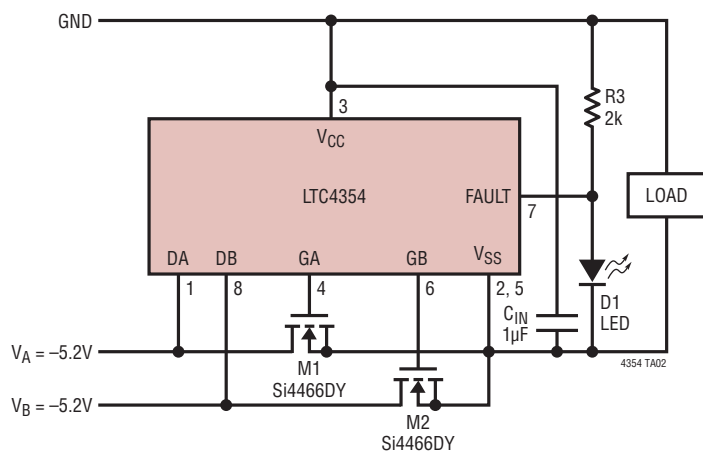 GND
3
VCC
R3
2k
LTC4354
FAULT
7
LOAD
DA
DB
GA
GB
VSS
1
8
4
6
2, 5
CIN
1µF
D1
LED
VA = –5.2V
M1
Si4466DY
4354 TA02
VB = –5.2V
M2
Si4466DY